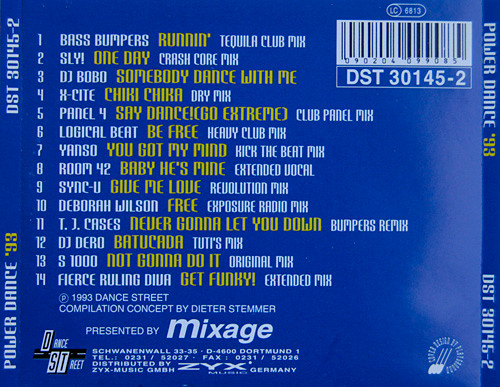 LC 6813
DST 30145-2
POWER DANCE '93
1 BASS BUMPERS RUNNIN' TEQUILA CLUB MIX
2 SLY! ONE DAY CRASH CORE MIX
3 DJ BOBO SOMEBODY DANCE WITH ME
4 X-CITE CHIKI CHIKA DRY MIX
5 PANEL 4 SAY DANCE!(EGO EXTREME) CLUB PANEL MIX
6 LOGICAL BEAT BE FREE HEAVY CLUB MIX
7 YANSO YOU GOT MY MIND KICK THE BEAT MIX
8 ROOM 42 BABY HE'S MINE EXTENDED VOCAL
9 SYNC-U GIVE ME LOVE REVOLUTION MIX
10 DEBORAH WILSON FREE EXPOSURE RADIO MIX
11 T. J. CASES NEVER GONNA LET YOU DOWN BUMPERS REMIX
12 DJ DERO BATUCADA TUTI'S MIX
13 S 1000 NOT GONNA DO IT ORIGINAL MIX
14 FIERCE RULING DIVA GET FUNKY! EXTENDED MIX
090204 099085
DST 30145-2
℗ 1993 DANCE STREET
COMPILATION CONCEPT BY DIETER STEMMER
PRESENTED BY mixage
DANCE
STREET
SCHWANENWALL 33-35 · D-4600 DORTMUND 1
TEL.: 0231 / 52027 · FAX: 0231 / 52026
DISTRIBUTED BY
ZYX-MUSIC GMBH ZYX MUSIC GERMANY
POWER DANCE '93
DST 30145-2